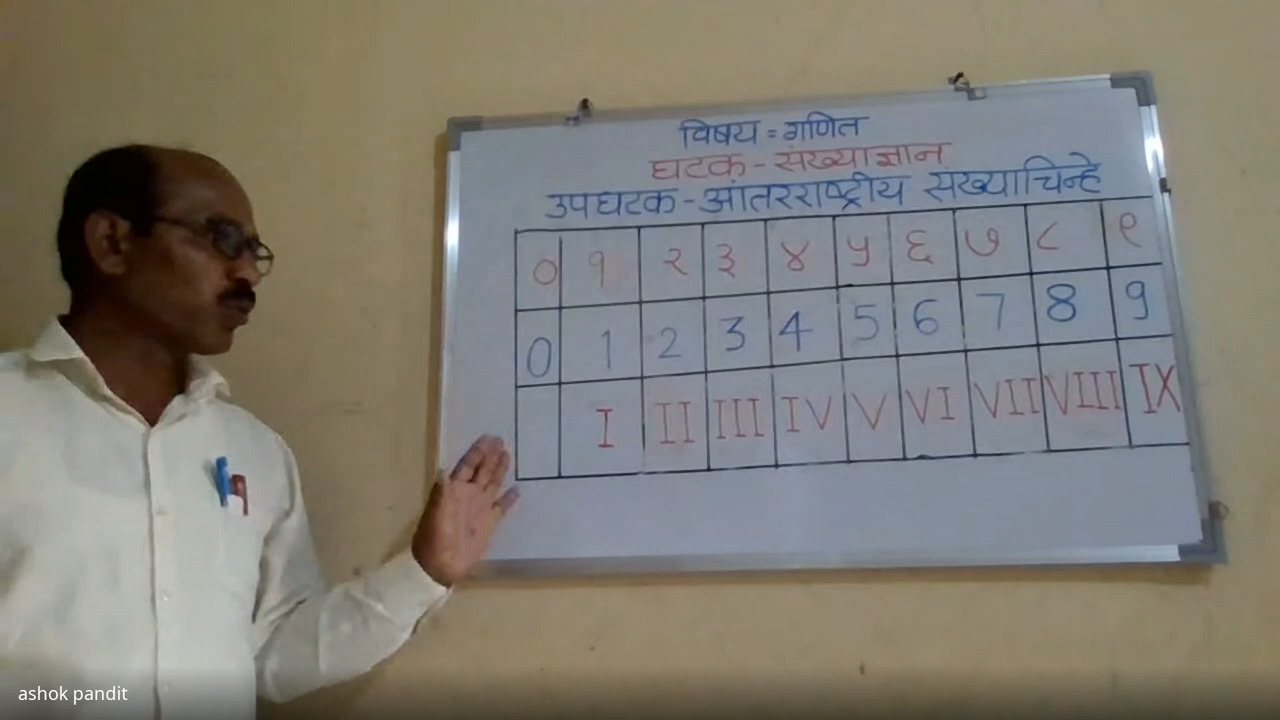 विषय = गणित
घटक - संख्याज्ञान
उपघटक - आंतरराष्ट्रीय संख्याचिन्हे
० १ २ ३ ४ ५ ६ ७ ८ ९
0 1 2 3 4 5 6 7 8 9
I II III IV V VI VII VIII IX
ashok pandit